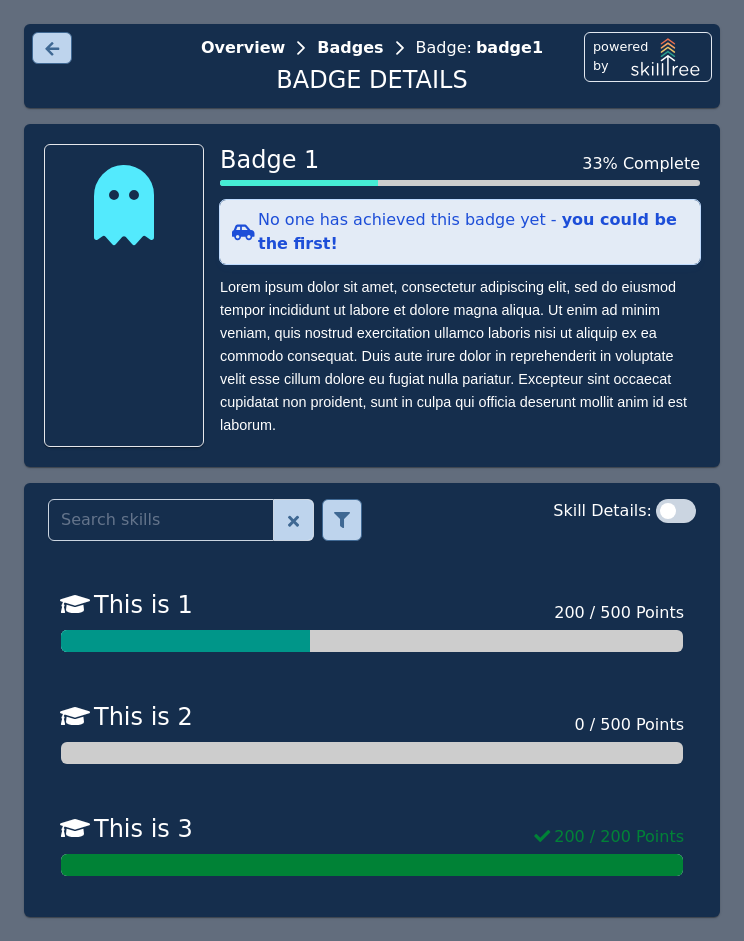 Overview > Badges > Badge: badge1
BADGE DETAILS
powered by
skilltree
Badge 1
33% Complete
No one has achieved this badge yet - you could be
the first!
Lorem ipsum dolor sit amet, consectetur adipiscing elit, sed do eiusmod
tempor incididunt ut labore et dolore magna aliqua. Ut enim ad minim
veniam, quis nostrud exercitation ullamco laboris nisi ut aliquip ex ea
commodo consequat. Duis aute irure dolor in reprehenderit in voluptate
velit esse cillum dolore eu fugiat nulla pariatur. Excepteur sint occaecat
cupidatat non proident, sunt in culpa qui officia deserunt mollit anim id est
laborum.
Search skills
Skill Details:
This is 1
200 / 500 Points
This is 2
0 / 500 Points
This is 3
200 / 200 Points